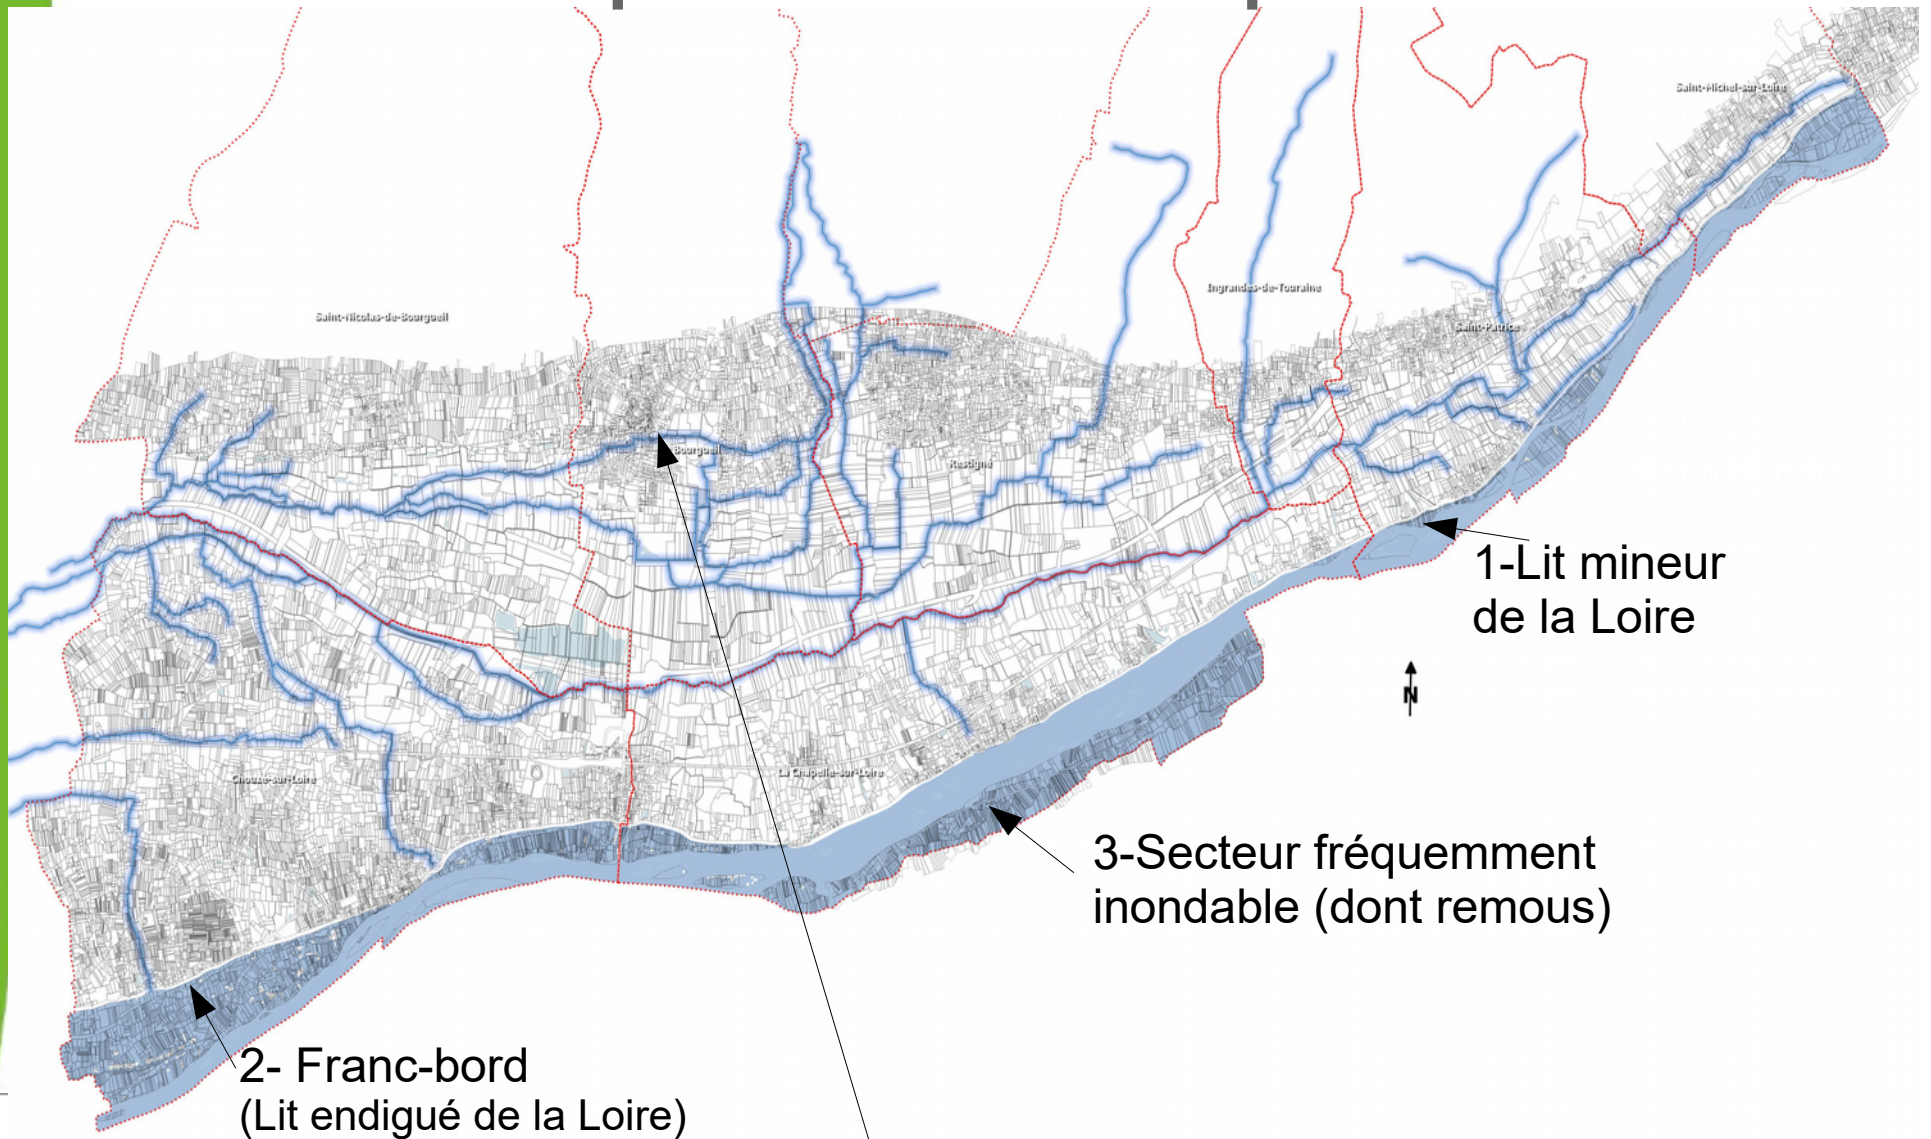 Saint-Michel-sur-Loire
Ingrandes-de-Touraine
Saint-Nicolas-de-Bourgueil
Saint-Patrice
Bourgueil
Restigné
1-Lit mineur
de la Loire
N
La Chapelle-sur-Loire
Chouze-sur-Loire
3-Secteur fréquemment
inondable (dont remous)
2- Franc-bord
(Lit endigué de la Loire)